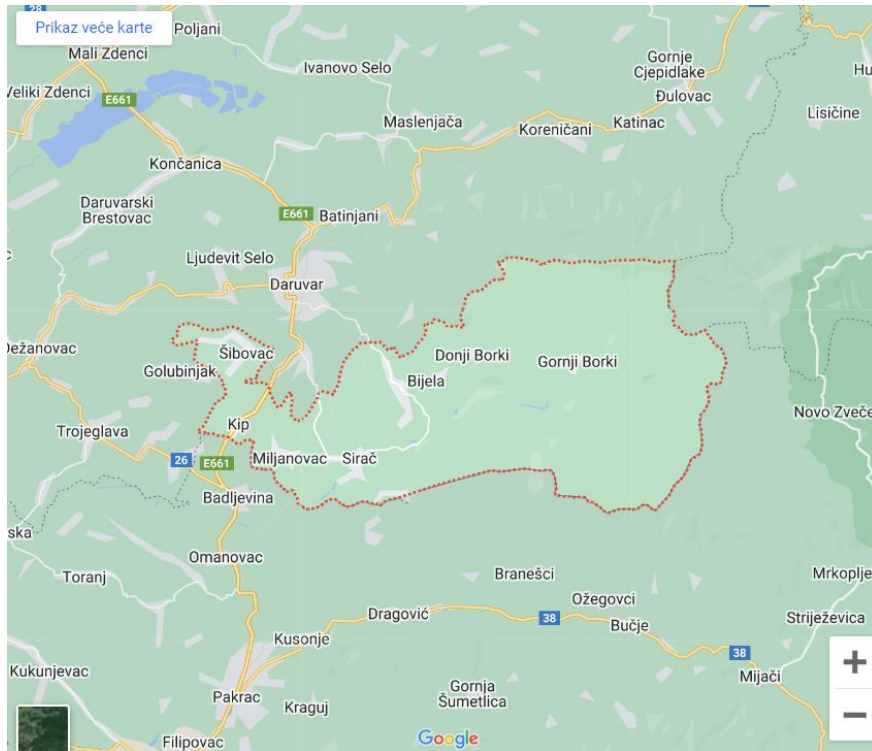 28
Prikaz veće karte
Poljani
Mali Zdenci
Ivanovo Selo
Gornje
Cjepidlake
Hu
Veliki Zdenci
E661
Đulovac
Lisičine
Maslenjača
Koreničani
Katinac
Končanica
Daruvarski
Brestovac
E661
Batinjani
Ljudevit Selo
Daruvar
Dežanovac
Šibovac
Golubinjak
Donji Borki
Gornji Borki
Bijela
Novo Zveče
Kip
Trojeglava
26
E661
Miljanovac
Sirač
Badljevina
ska
Omanovac
Toranj
Branešci
Mrkoplje
Ožegovci
Dragović
38
Bučje
Striježevica
Kusonje
38
Kukunjevac
Mijači
Pakrac
Kraguj
Gornja
Šumetlica
Google
Filipovac
+
−